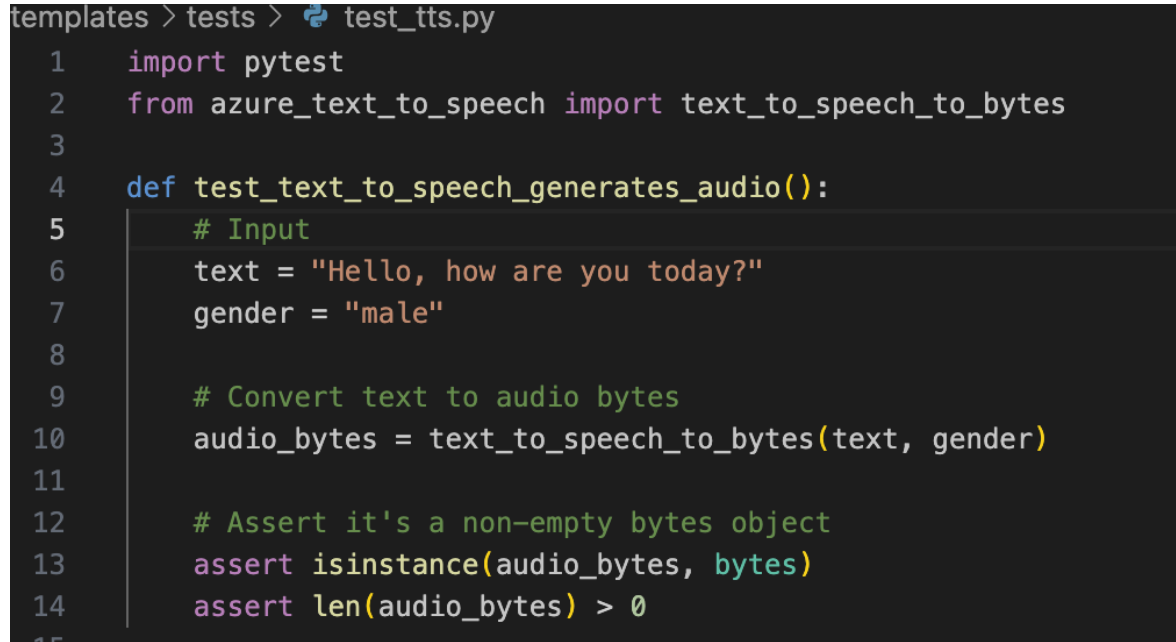 templates > tests > test_tts.py
1 import pytest
2 from azure_text_to_speech import text_to_speech_to_bytes
3
4 def test_text_to_speech_generates_audio():
5     # Input
6     text = "Hello, how are you today?"
7     gender = "male"
8
9     # Convert text to audio bytes
10     audio_bytes = text_to_speech_to_bytes(text, gender)
11
12     # Assert it's a non-empty bytes object
13     assert isinstance(audio_bytes, bytes)
14     assert len(audio_bytes) > 0
15